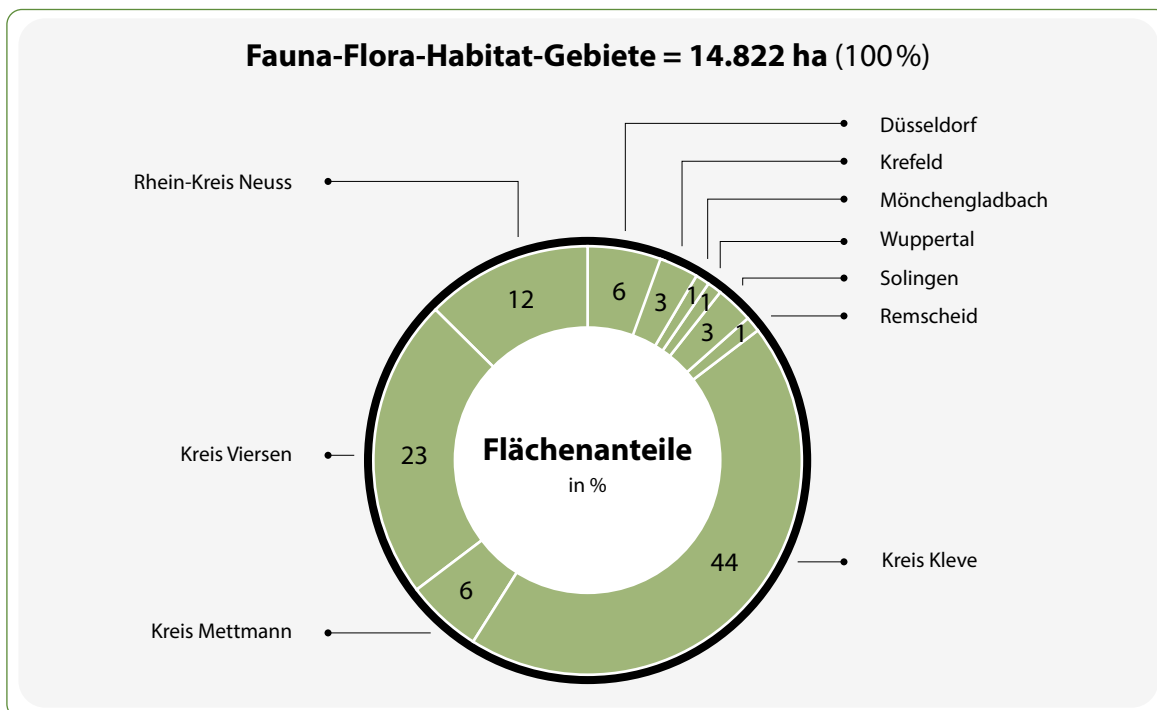 Fauna-Flora-Habitat-Gebiete = 14.822 ha (100 %)
Düsseldorf
Krefeld
Mönchengladbach
Wuppertal
Solingen
Remscheid
Rhein-Kreis Neuss
Kreis Viersen
Kreis Mettmann
Kreis Kleve
12
6
3
1
1
3
1
23
6
44
Flächenanteile
in %